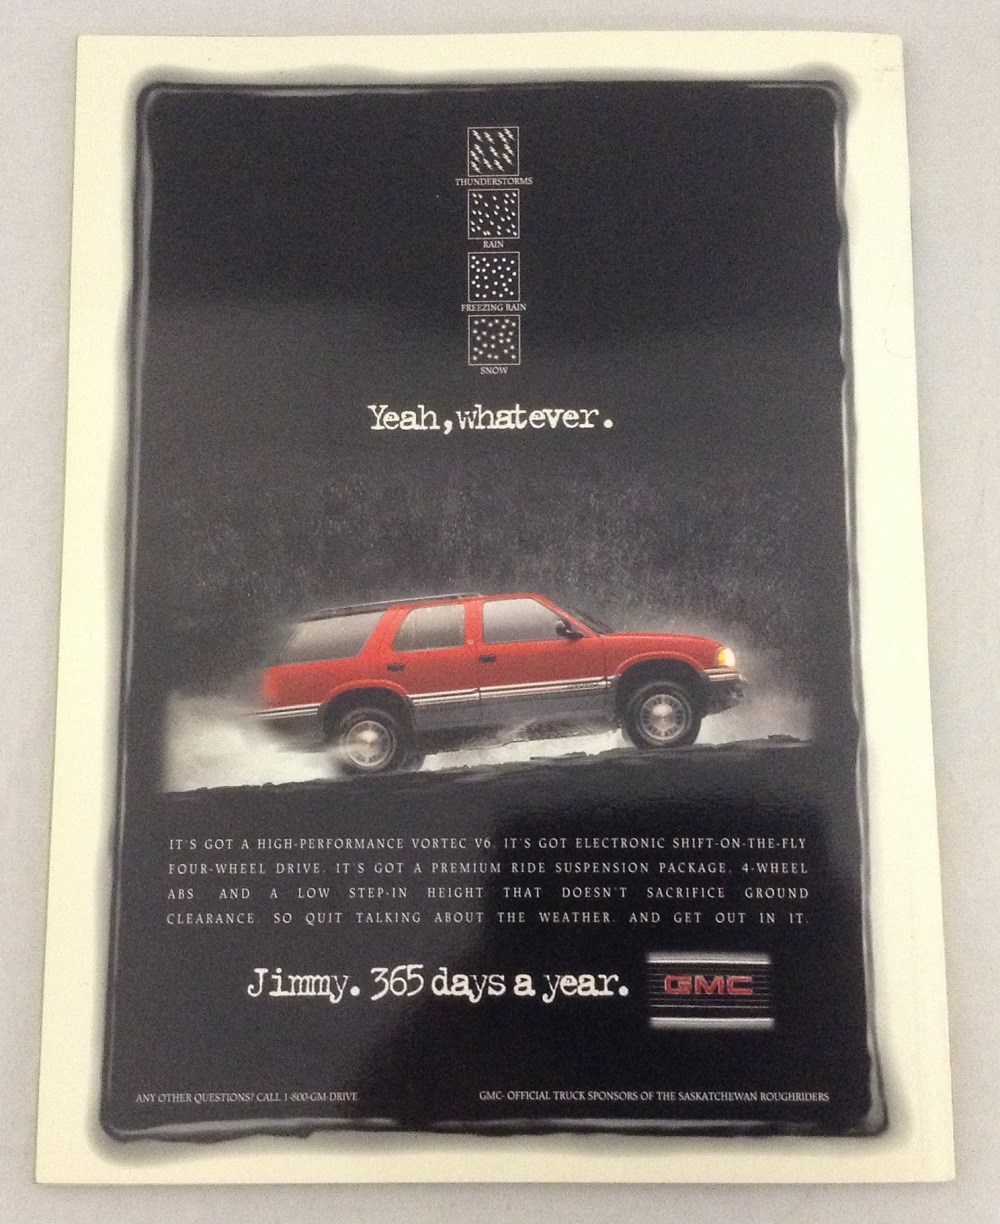 THUNDERSTORMS
RAIN
FREEZING RAIN
SNOW
Yeah, whatever.
IT'S GOT A HIGH-PERFORMANCE VORTEC V6. IT'S GOT ELECTRONIC SHIFT-ON-THE-FLY
FOUR-WHEEL DRIVE. IT'S GOT A PREMIUM RIDE SUSPENSION PACKAGE, 4-WHEEL
ABS AND A LOW STEP-IN HEIGHT THAT DOESN'T SACRIFICE GROUND
CLEARANCE. SO QUIT TALKING ABOUT THE WEATHER. AND GET OUT IN IT.
Jimmy. 365 days a year.
GMC
ANY OTHER QUESTIONS? CALL 1-800-GM-DRIVE
GMC- OFFICIAL TRUCK SPONSORS OF THE SASKATCHEWAN ROUGHRIDERS